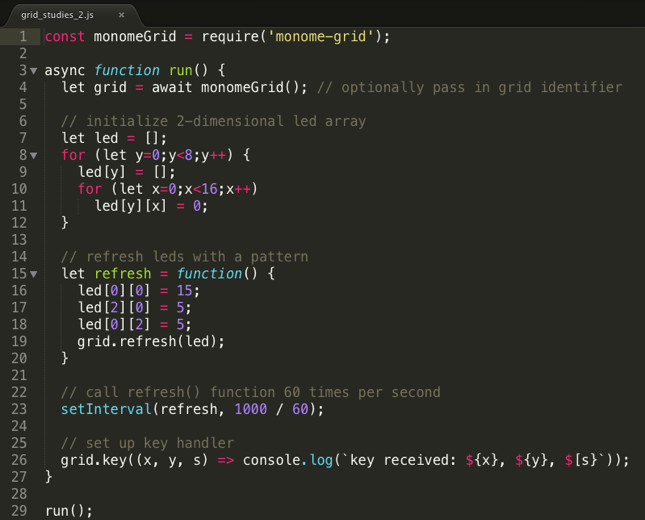 grid_studies_2.js ×
1 const monomeGrid = require('monome-grid');
2
3 async function run() {
4   let grid = await monomeGrid(); // optionally pass in grid identifier
5
6   // initialize 2-dimensional led array
7   let led = [];
8   for (let y=0;y<8;y++) {
9     led[y] = [];
10     for (let x=0;x<16;x++)
11       led[y][x] = 0;
12   }
13
14   // refresh leds with a pattern
15   let refresh = function() {
16     led[0][0] = 15;
17     led[2][0] = 5;
18     led[0][2] = 5;
19     grid.refresh(led);
20   }
21
22   // call refresh() function 60 times per second
23   setInterval(refresh, 1000 / 60);
24
25   // set up key handler
26   grid.key((x, y, s) => console.log(`key received: ${x}, ${y}, $[s}`));
27 }
28
29 run();